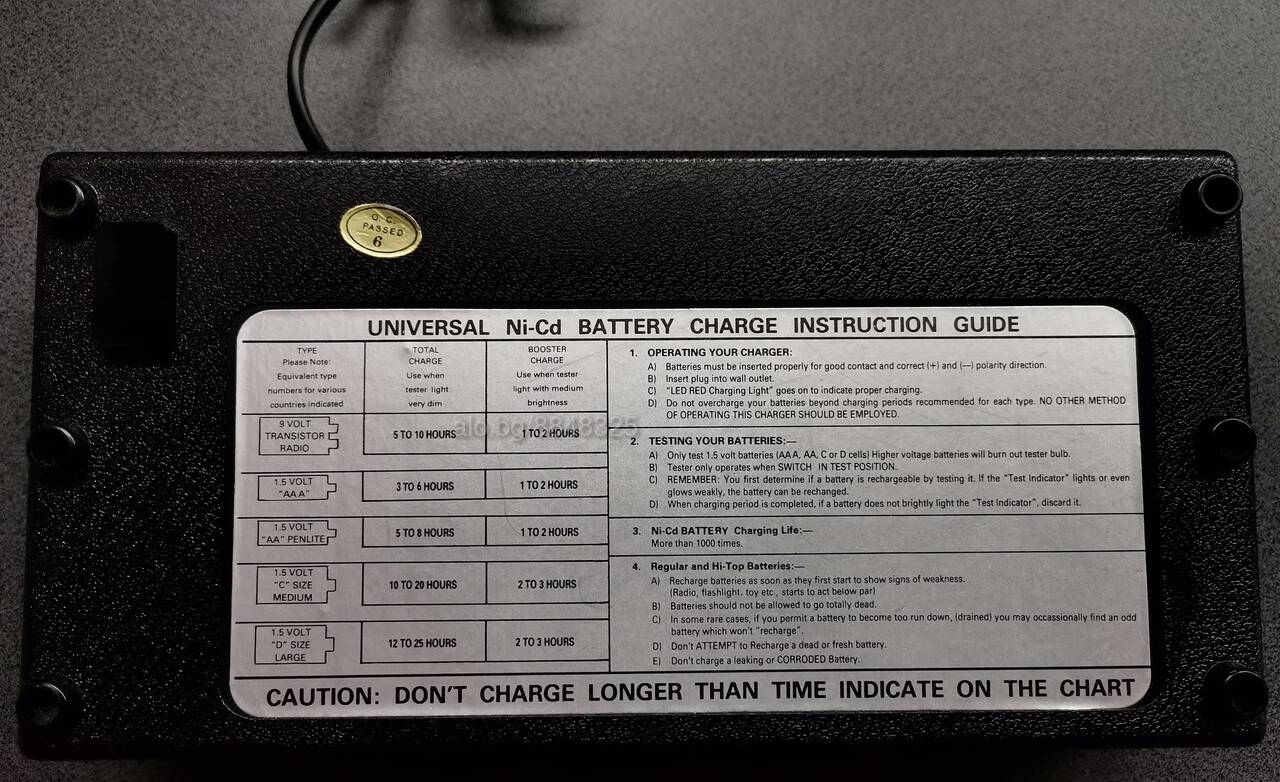 Q.C.
PASSED
6
UNIVERSAL Ni-Cd BATTERY CHARGE INSTRUCTION GUIDE
TYPE
Please Note:
Equivalent type
numbers for various
countries indicated
TOTAL
CHARGE
Use when
tester light
very dim
BOOSTER
CHARGE
Use when tester
light with medium
brightness
9 VOLT
TRANSISTOR
RADIO
5 TO 10 HOURS
1 TO 2 HOURS
1.5 VOLT
"AAA"
3 TO 6 HOURS
1 TO 2 HOURS
1.5 VOLT
"AA" PENLITE
5 TO 8 HOURS
1 TO 2 HOURS
1.5 VOLT
"C" SIZE
MEDIUM
10 TO 20 HOURS
2 TO 3 HOURS
1.5 VOLT
"D" SIZE
LARGE
12 TO 25 HOURS
2 TO 3 HOURS
1. OPERATING YOUR CHARGER:
A) Batteries must be inserted properly for good contact and correct (+) and (—) polarity direction.
B) Insert plug into wall outlet.
C) "LED RED Charging Light" goes on to indicate proper charging.
D) Do not overcharge your batteries beyond charging periods recommended for each type. NO OTHER METHOD
OF OPERATING THIS CHARGER SHOULD BE EMPLOYED.
2. TESTING YOUR BATTERIES:—
A) Only test 1.5 volt batteries (AAA, AA, C or D cells) Higher voltage batteries will burn out tester bulb.
B) Tester only operates when SWITCH IN TEST POSITION.
C) REMEMBER: You first determine if a battery is rechargeable by testing it. If the "Test Indicator" lights or even
glows weakly, the battery can be rechanged.
D) When charging period is completed, if a battery does not brightly light the "Test Indicator", discard it.
3. Ni-Cd BATTERY Charging Life:—
More than 1000 times.
4. Regular and Hi-Top Batteries:—
A) Recharge batteries as soon as they first start to show signs of weakness.
(Radio, flashlight, toy etc., starts to act below par)
B) Batteries should not be allowed to go totally dead.
C) In some rare cases, if you permit a battery to become too run down, (drained) you may occassionally find an odd
battery which won't "recharge".
D) Don't ATTEMPT to Recharge a dead or fresh battery.
E) Don't charge a leaking or CORRODED Battery.
CAUTION: DON'T CHARGE LONGER THAN TIME INDICATE ON THE CHART
alo.bg/8848325